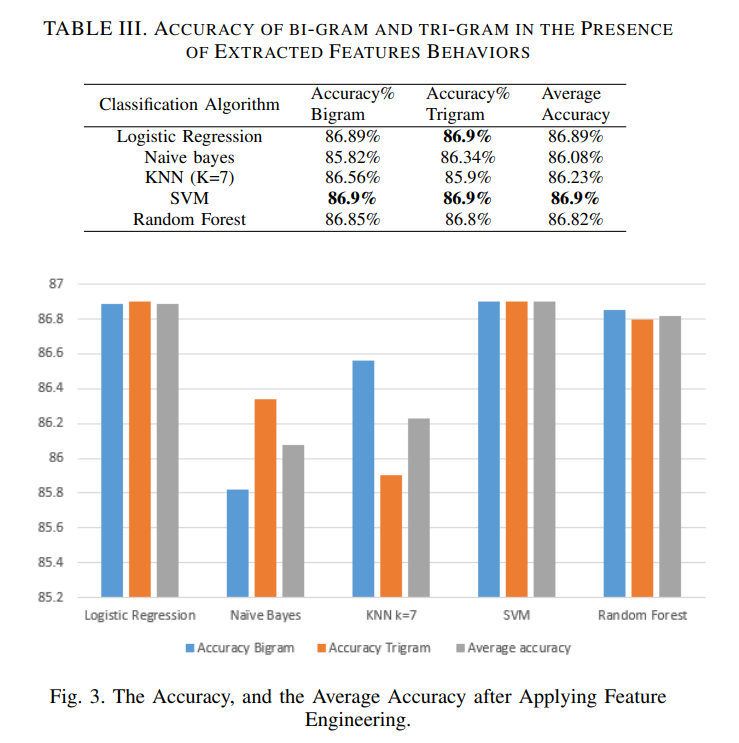 TABLE III. ACCURACY OF BI-GRAM AND TRI-GRAM IN THE PRESENCE
OF EXTRACTED FEATURES BEHAVIORS
Classification Algorithm Accuracy% Bigram Accuracy% Trigram Average Accuracy
Logistic Regression 86.89% 86.9% 86.89%
Naive bayes 85.82% 86.34% 86.08%
KNN (K=7) 86.56% 85.9% 86.23%
SVM 86.9% 86.9% 86.9%
Random Forest 86.85% 86.8% 86.82%
87
86.8
86.6
86.4
86.2
86
85.8
85.6
85.4
85.2
Logistic Regression Naïve Bayes KNN k=7 SVM Random Forest
Accuracy Bigram Accuracy Trigram Average accuracy
Fig. 3. The Accuracy, and the Average Accuracy after Applying Feature
Engineering.